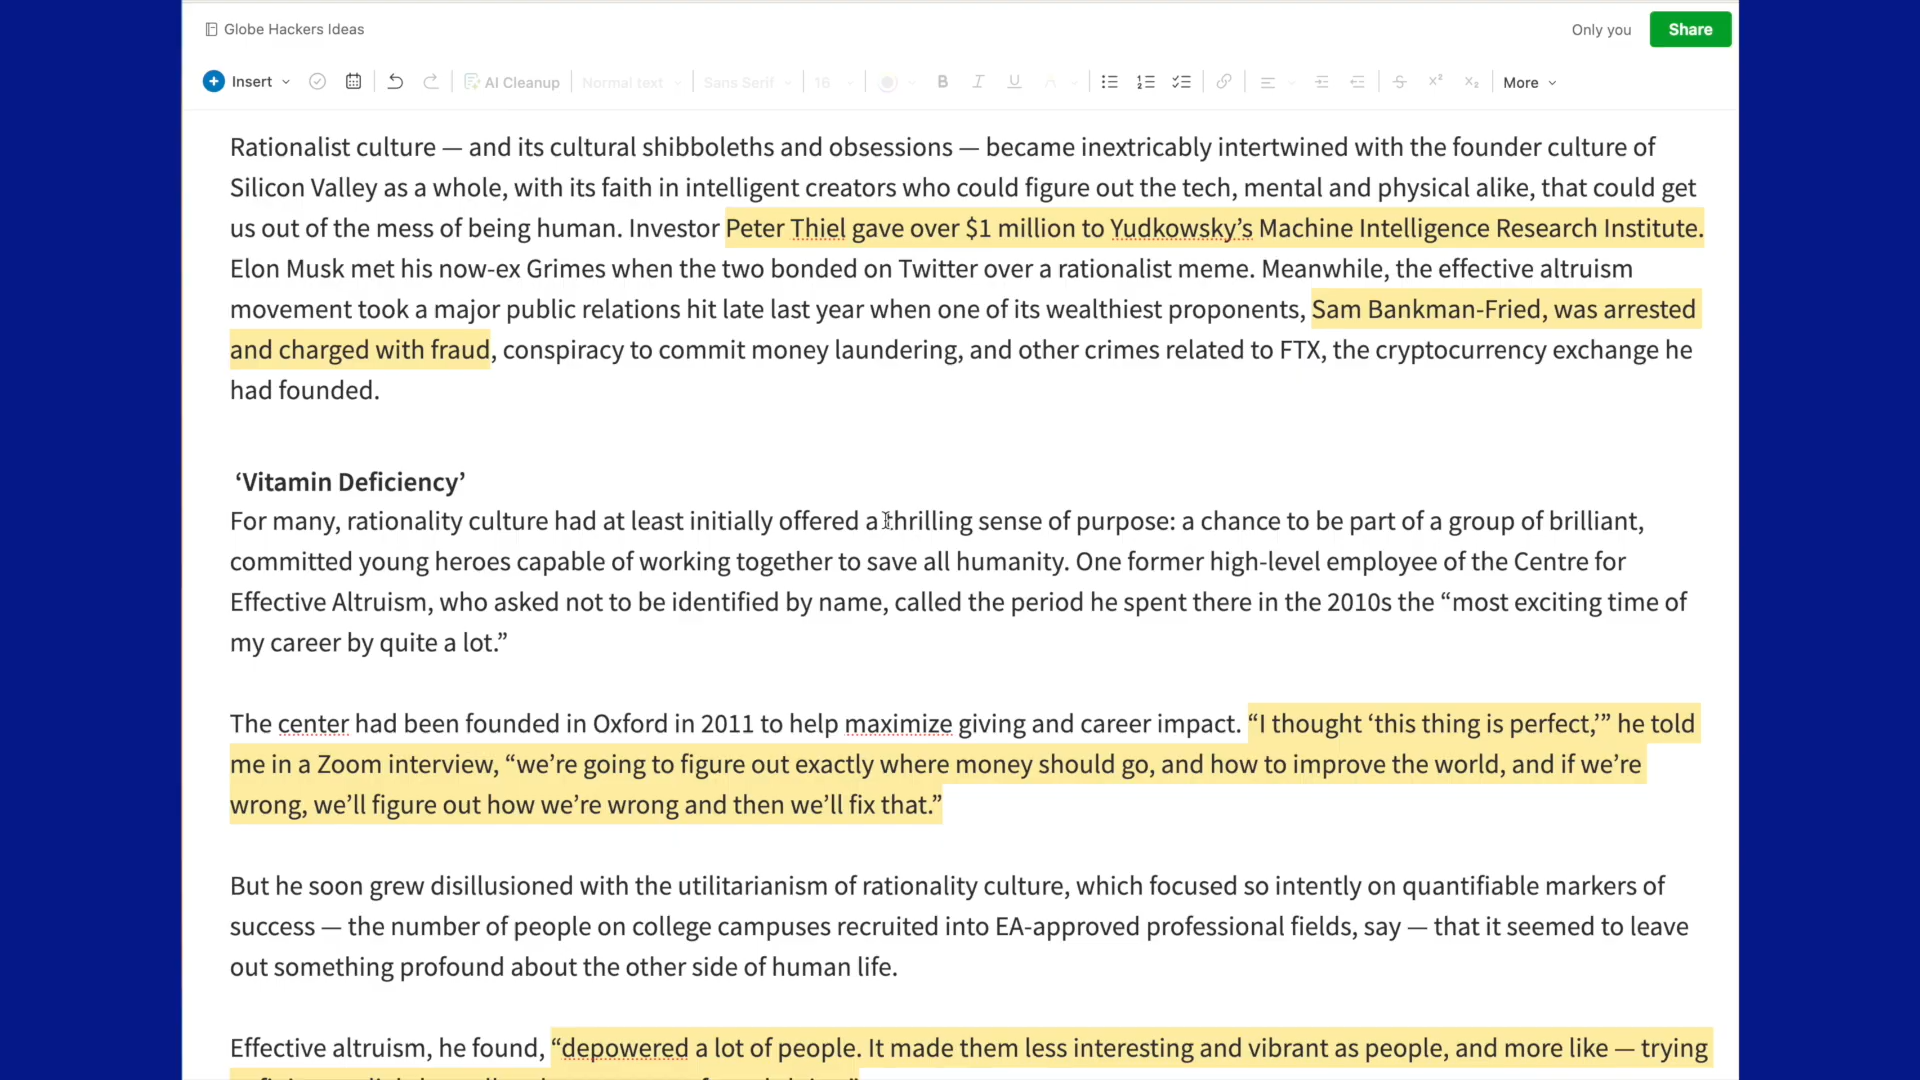 Globe Hackers Ideas
Only you
Share
Insert
AI Cleanup
Normal text
Sans Serif
16
B I U A
More
Rationalist culture — and its cultural shibboleths and obsessions — became inextricably intertwined with the founder culture of
Silicon Valley as a whole, with its faith in intelligent creators who could figure out the tech, mental and physical alike, that could get
us out of the mess of being human. Investor Peter Thiel gave over $1 million to Yudkowsky’s Machine Intelligence Research Institute.
Elon Musk met his now-ex Grimes when the two bonded on Twitter over a rationalist meme. Meanwhile, the effective altruism
movement took a major public relations hit late last year when one of its wealthiest proponents, Sam Bankman-Fried, was arrested
and charged with fraud, conspiracy to commit money laundering, and other crimes related to FTX, the cryptocurrency exchange he
had founded.
‘Vitamin Deficiency’
For many, rationality culture had at least initially offered a thrilling sense of purpose: a chance to be part of a group of brilliant,
committed young heroes capable of working together to save all humanity. One former high-level employee of the Centre for
Effective Altruism, who asked not to be identified by name, called the period he spent there in the 2010s the “most exciting time of
my career by quite a lot.”
The center had been founded in Oxford in 2011 to help maximize giving and career impact. “I thought ‘this thing is perfect,’” he told
me in a Zoom interview, “we’re going to figure out exactly where money should go, and how to improve the world, and if we’re
wrong, we’ll figure out how we’re wrong and then we’ll fix that.”
But he soon grew disillusioned with the utilitarianism of rationality culture, which focused so intently on quantifiable markers of
success — the number of people on college campuses recruited into EA-approved professional fields, say — that it seemed to leave
out something profound about the other side of human life.
Effective altruism, he found, “depowered a lot of people. It made them less interesting and vibrant as people, and more like — trying